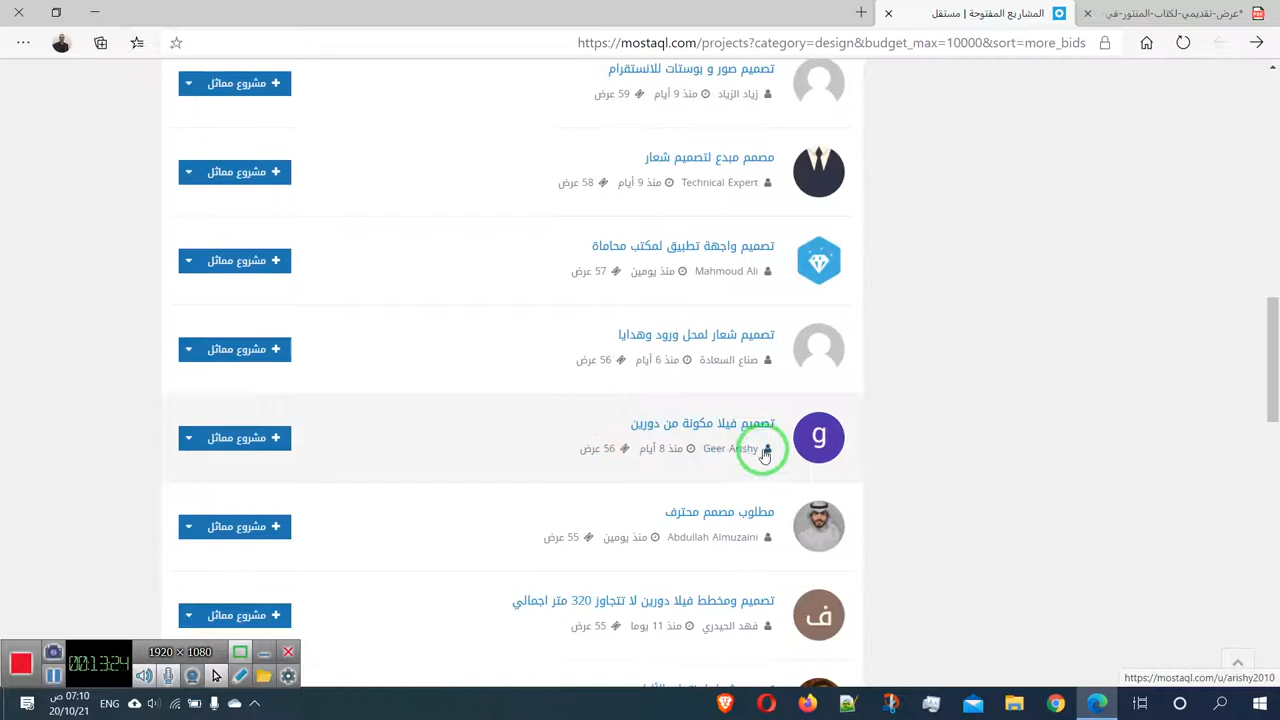 المشاريع المفتوحة | مستقل
عرض-تقديمي-لكتاب-المنثور-في*
https://mostaql.com/projects?category=design&budget_max=10000&sort=more_bids
تصميم صور و بوستات للانستقرام
زياد الزياد منذ 9 أيام 59 عرض
مشروع مماثل
مصمم مبدع لتصميم شعار
Technical Expert منذ 9 أيام 58 عرض
مشروع مماثل
تصميم واجهة تطبيق لمكتب محاماة
Mahmoud Ali منذ يومين 57 عرض
مشروع مماثل
تصميم شعار لمحل ورود وهدايا
صناع السعادة منذ 6 أيام 56 عرض
مشروع مماثل
g
تصميم فيلا مكونة من دورين
Geer Arishy منذ 8 أيام 56 عرض
مشروع مماثل
مطلوب مصمم محترف
Abdullah Almuzaini منذ يومين 55 عرض
مشروع مماثل
ف
تصميم ومخطط فيلا دورين لا تتجاوز 320 متر اجمالي
فهد الحيدري منذ 11 يوما 55 عرض
مشروع مماثل
00:13:24
1920 × 1080
https://mostaql.com/u/arishy2010
ENG
07:10 ص
20/10/21